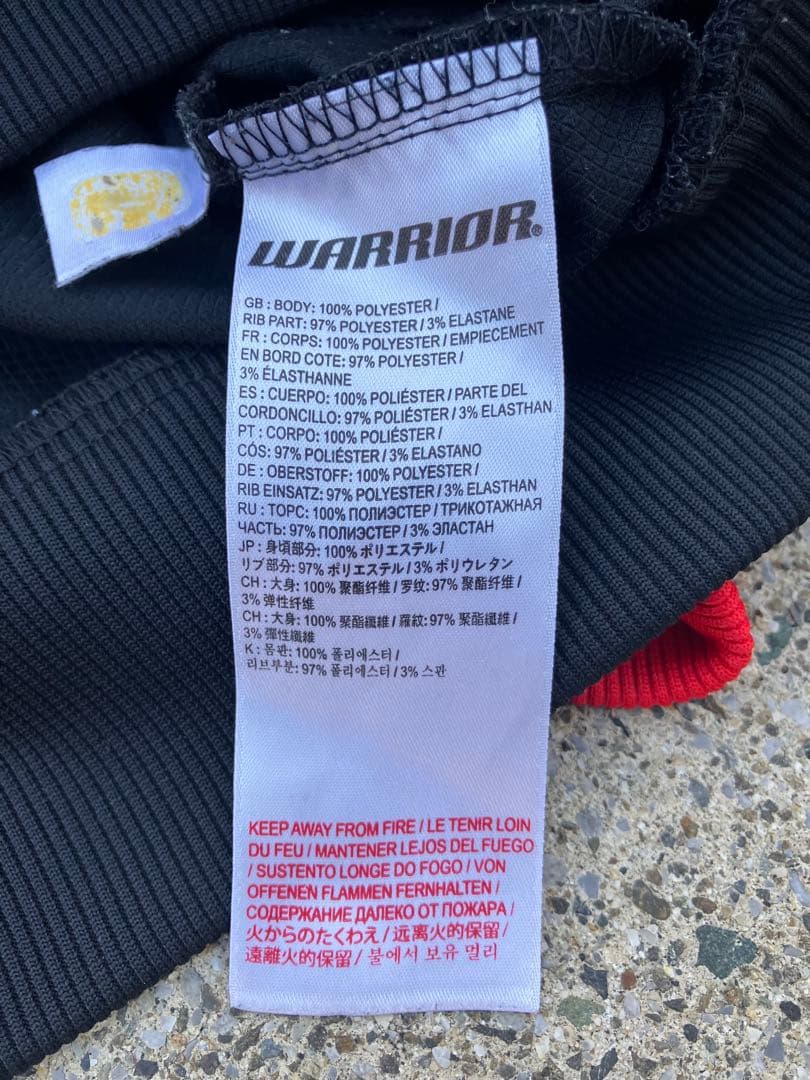 WARRIOR®
GB : BODY: 100% POLYESTER /
RIB PART: 97% POLYESTER / 3% ELASTANE
FR : CORPS: 100% POLYESTER / EMPIECEMENT
EN BORD COTE: 97% POLYESTER /
3% ÉLASTHANNE
ES : CUERPO: 100% POLIÉSTER / PARTE DEL
CORDONCILLO: 97% POLIÉSTER / 3% ELASTHAN
PT : CORPO: 100% POLIÉSTER /
CÓS: 97% POLIÉSTER / 3% ELASTANO
DE : OBERSTOFF: 100% POLYESTER /
RIB EINSATZ: 97% POLYESTER / 3% ELASTHAN
RU : TOPC: 100% ПОЛИЭСТЕР / ТРИКОТАЖНАЯ
ЧАСТЬ: 97% ПОЛИЭСТЕР / 3% ЭЛАСТАН
JP : 身頃部分: 100% ポリエステル /
リブ部分: 97% ポリエステル / 3% ポリウレタン
CH : 大身: 100% 聚酯纤维 / 罗纹: 97% 聚酯纤维 /
3% 弹性纤维
CH : 大身: 100% 聚酯纖維 / 羅紋: 97% 聚酯纖維 /
3% 彈性纖維
K : 몸판: 100% 폴리에스터 /
리브부분: 97% 폴리에스터 / 3% 스판
KEEP AWAY FROM FIRE / LE TENIR LOIN
DU FEU / MANTENER LEJOS DEL FUEGO
/ SUSTENTO LONGE DO FOGO / VON
OFFENEN FLAMMEN FERNHALTEN /
СОДЕРЖАНИЕ ДАЛЕКО ОТ ПОЖАРА /
火からのたくわえ / 远离火的保留 /
遠離火的保留 / 불에서 보유 멀리